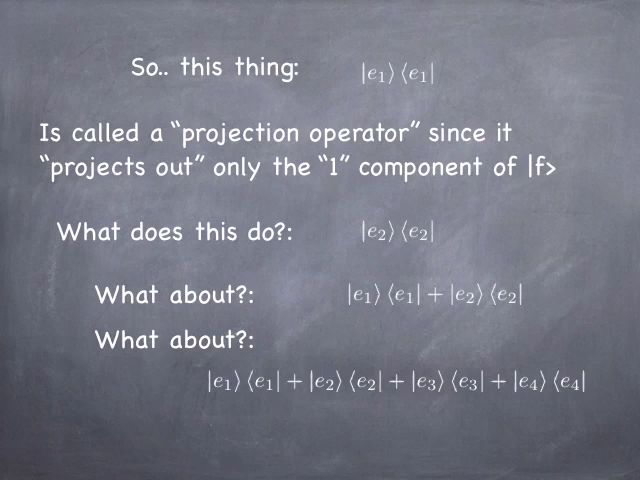 So.. this thing: |e₁⟩⟨e₁|
Is called a “projection operator” since it
“projects out” only the “1” component of |f>
What does this do?: |e₂⟩⟨e₂|
What about?: |e₁⟩⟨e₁| + |e₂⟩⟨e₂|
What about?:
|e₁⟩⟨e₁| + |e₂⟩⟨e₂| + |e₃⟩⟨e₃| + |e₄⟩⟨e₄|